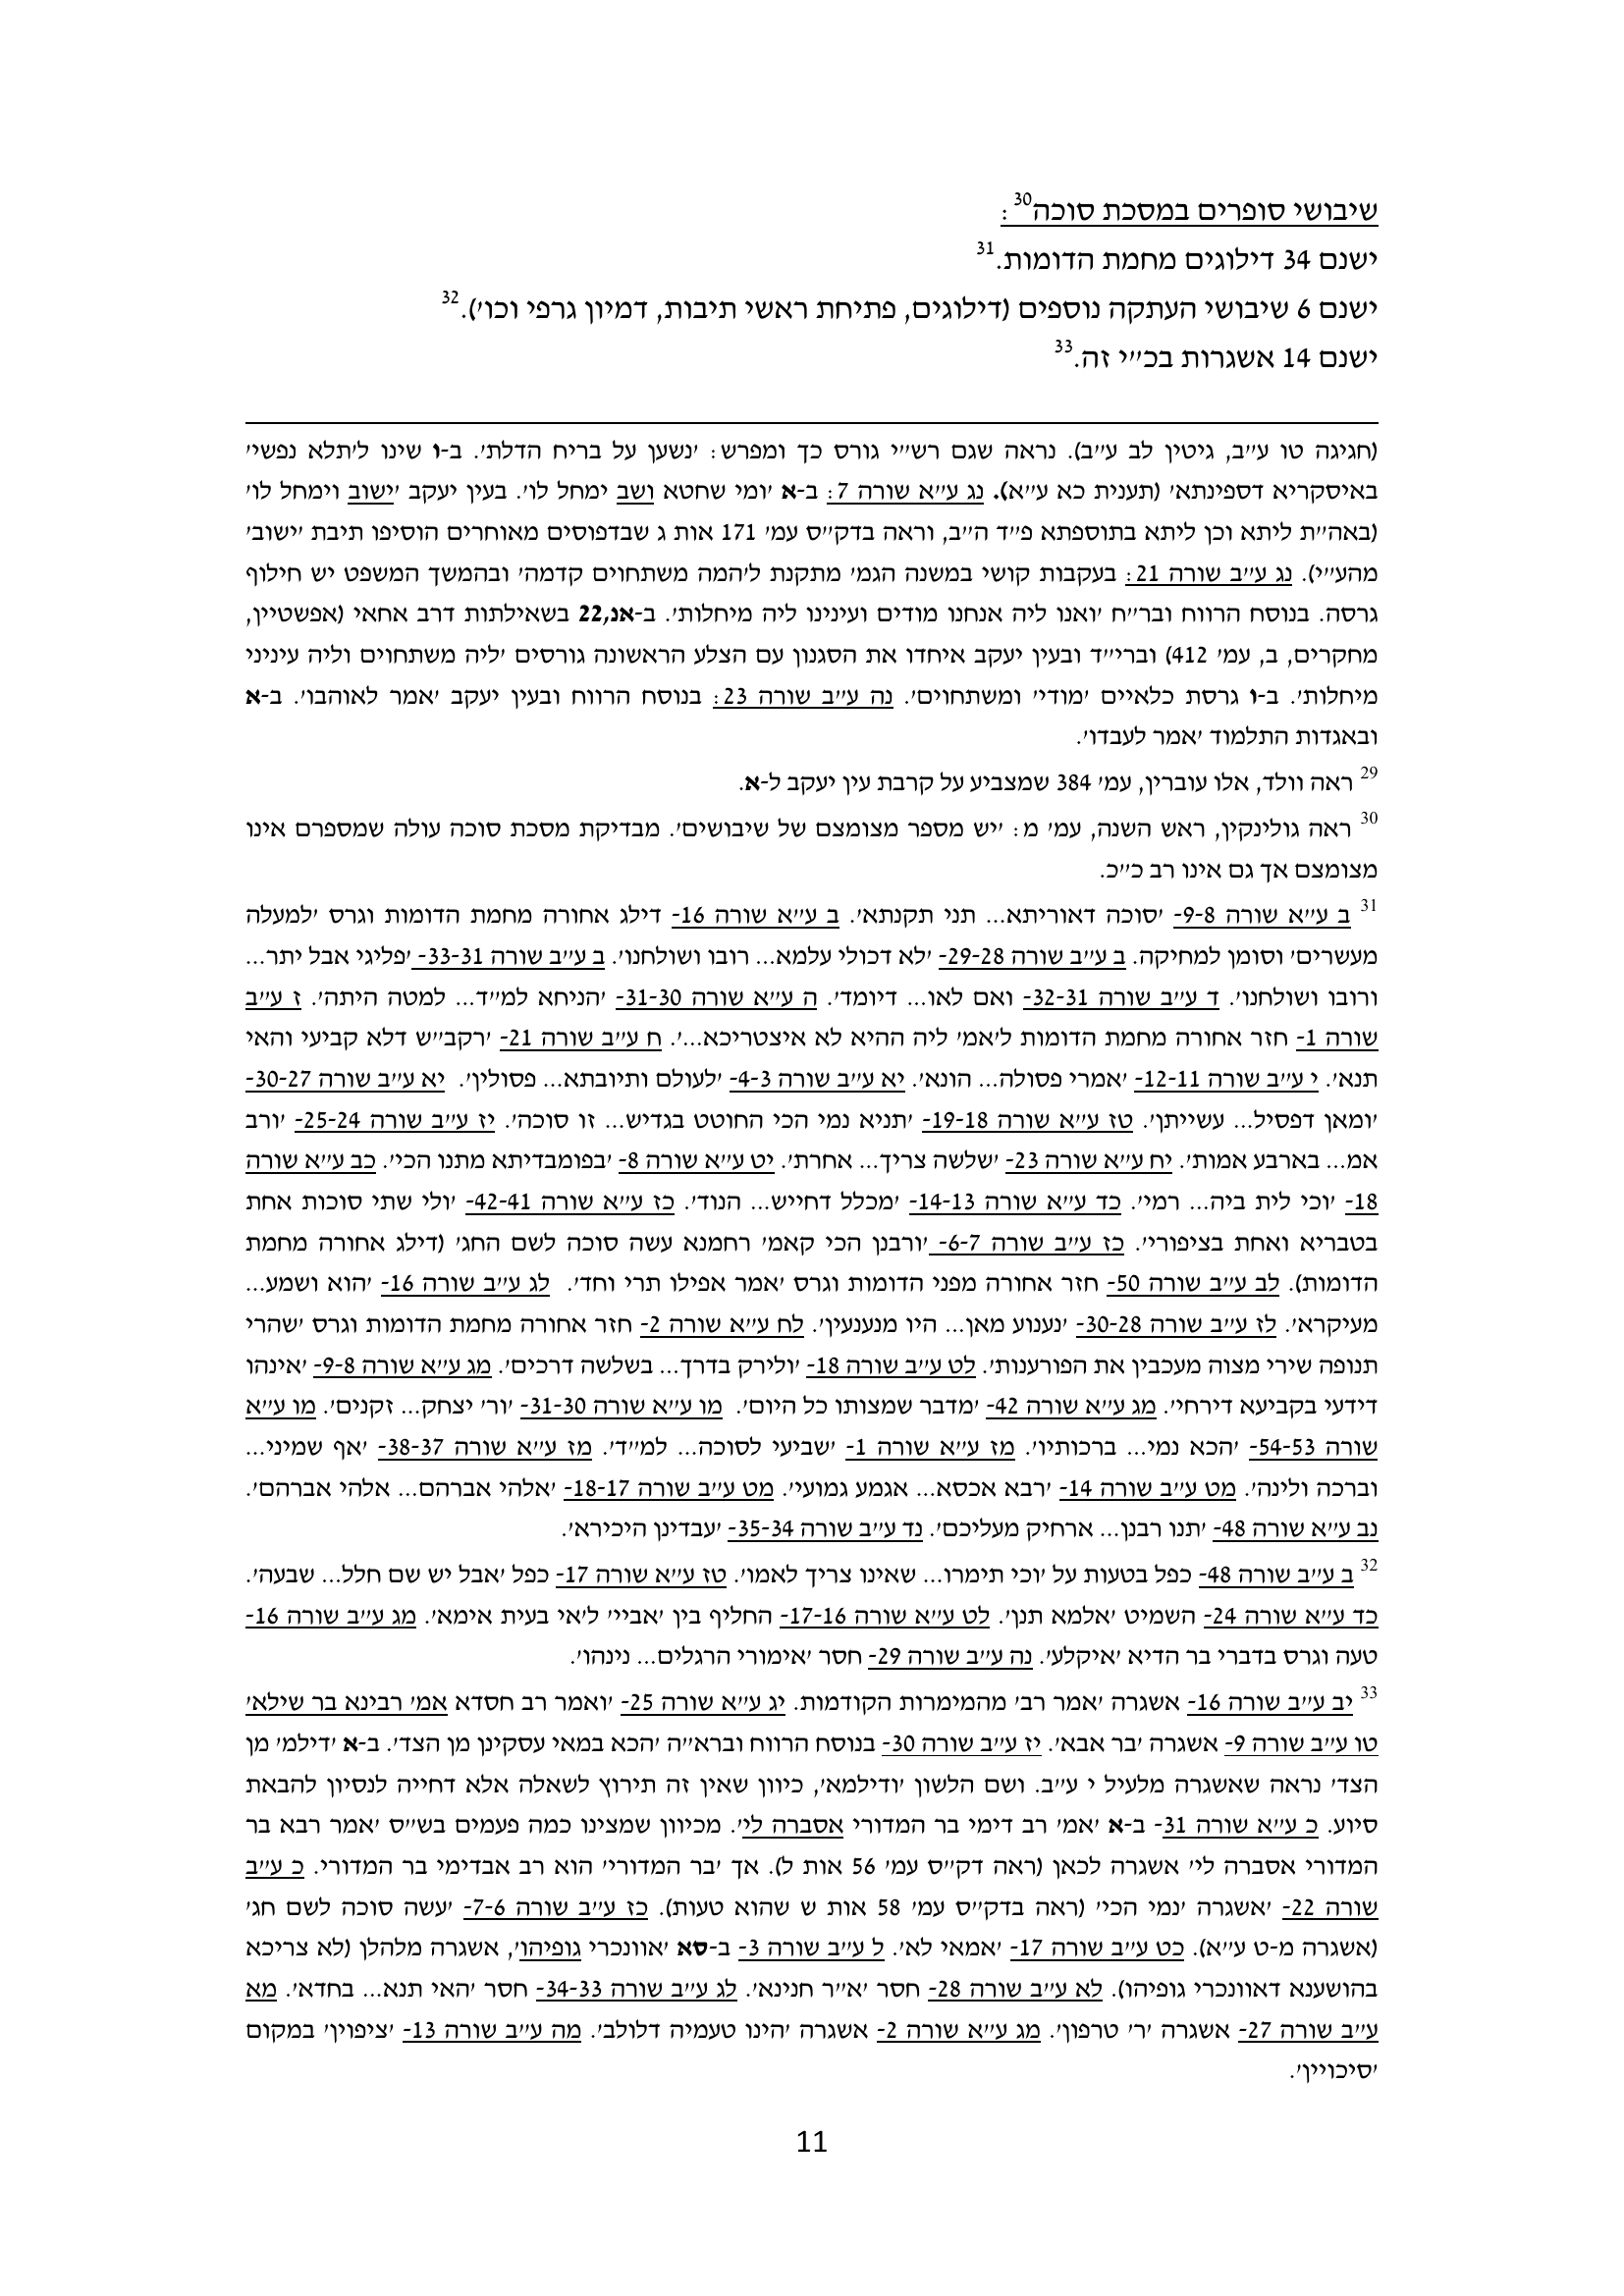 שיבושי סופרים במסכת סוכה30:
ישנם 34 דילוגים מחמת הדומות.31
ישנם 6 שיבושי העתקה נוספים (דילוגים, פתיחת ראשי תיבות, דמיון גרפי וכו').32
ישנם 14 אשגרות בכ"י זה.33
(חגיגה טו ע"ב, גיטין לב ע"ב). נראה שגם רש"י גורס כך ומפרש: 'נשען על בריח הדלת'. ב-ו שינו ל'תלא נפשי'
באיסקריא דספינתא' (תענית כא ע"א). נג ע"א שורה 7: ב-א 'ומי שחטא ושב ימחל לו'. בעין יעקב 'ישוב וימחל לו'
(באה"ת ליתא וכן ליתא בתוספתא פ"ד ה"ב, וראה בדק"ס עמ' 171 אות ג שבדפוסים מאוחרים הוסיפו תיבת 'ישוב'
מהע"י). נג ע"ב שורה 21: בעקבות קושי במשנה הגמ' מתקנת ל'המה משתחוים קדמה' ובהמשך המשפט יש חילוף
גרסה. בנוסח הרווח ובר"ח 'ואנו ליה אנחנו מודים ועינינו ליה מיחלות'. ב-אנ,22 בשאילתות דרב אחאי (אפשטיין,
מחקרים, ב, עמ' 412) וברי"ד ובעין יעקב איחדו את הסגנון עם הצלע הראשונה גורסים 'ליה משתחוים וליה עיניני
מיחלות'. ב-ו גרסת כלאיים 'מודי' ומשתחוים'. נה ע"ב שורה 23: בנוסח הרווח ובעין יעקב 'אמר לאוהבו'. ב-א
ובאגדות התלמוד 'אמר לעבדו'.
29 ראה וולד, אלו עוברין, עמ' 384 שמצביע על קרבת עין יעקב ל-א.
30 ראה גולינקין, ראש השנה, עמ' מ: 'יש מספר מצומצם של שיבושים'. מבדיקת מסכת סוכה עולה שמספרם אינו
מצומצם אך גם אינו רב כ"כ.
31 ב ע"א שורה 9-8- 'סוכה דאוריתא... תני תקנתא'. ב ע"א שורה 16- דילג אחורה מחמת הדומות וגרס 'למעלה
מעשרים' וסומן למחיקה. ב ע"ב שורה 29-28- 'לא דכולי עלמא... רובו ושולחנו'. ב ע"ב שורה 33-31- 'פליגי אבל יתר...
ורובו ושולחנו'. ד ע"ב שורה 32-31- ואם לאו... דיומד'. ה ע"א שורה 31-30- 'הניחא למ"ד... למטה היתה'. ז ע"ב
שורה 1- חזר אחורה מחמת הדומות ל'אמ' ליה ההיא לא איצטריכא...'. ח ע"ב שורה 21- 'רקב"ש דלא קביעי והאי
תנא'. י ע"ב שורה 12-11- 'אמרי פסולה... הונא'. יא ע"ב שורה 4-3- 'לעולם ותיובתא... פסולין'. יא ע"ב שורה 30-27-
'ומאן דפסיל... עשייתן'. טז ע"א שורה 19-18- 'תניא נמי הכי החוטט בגדיש... זו סוכה'. יז ע"ב שורה 25-24- 'ורב
אמ... בארבע אמות'. יח ע"א שורה 23- 'שלשה צריך... אחרת'. יט ע"א שורה 8- 'בפומבדיתא מתנו הכי'. כב ע"א שורה
18- 'וכי לית ביה... רמי'. כד ע"א שורה 14-13- 'מכלל דחייש... הנוד'. כז ע"א שורה 42-41- 'ולי שתי סוכות אחת
בטבריא ואחת בציפורי'. כז ע"ב שורה 6-7- 'ורבנן הכי קאמ' רחמנא עשה סוכה לשם החג' (דילג אחורה מחמת
הדומות). לב ע"ב שורה 50- חזר אחורה מפני הדומות וגרס 'אמר אפילו תרי וחד'. לג ע"ב שורה 16- 'הוא ושמע...
מעיקרא'. לז ע"ב שורה 30-28- 'נענוע מאן... היו מנענעין'. לח ע"א שורה 2- חזר אחורה מחמת הדומות וגרס 'שהרי
תנופה שירי מצוה מעכבין את הפורענות'. לט ע"ב שורה 18- 'ולירק בדרך... בשלשה דרכים'. מג ע"א שורה 9-8- 'אינהו
דידעי בקביעא דירחי'. מג ע"א שורה 42- 'מדבר שמצותו כל היום'. מו ע"א שורה 31-30- 'ור' יצחק... זקנים'. מו ע"א
שורה 54-53- 'הכא נמי... ברכותיו'. מז ע"א שורה 1- 'שביעי לסוכה... למ"ד'. מז ע"א שורה 38-37- 'אף שמיני...
וברכה ולינה'. מט ע"ב שורה 14- 'רבא אכסא... אגמע גמועי'. מט ע"ב שורה 18-17- 'אלהי אברהם... אלהי אברהם'.
נב ע"א שורה 48- 'תנו רבנן... ארחיק מעליכם'. נד ע"ב שורה 35-34- 'עבדינן היכירא'.
32 ב ע"ב שורה 48- כפל בטעות על 'וכי תימרו... שאינו צריך לאמו'. טז ע"א שורה 17- כפל 'אבל יש שם חלל... שבעה'.
כד ע"א שורה 24- השמיט 'אלמא תנן'. לט ע"א שורה 17-16- החליף בין 'אביי' ל'אי בעית אימא'. מג ע"ב שורה 16-
טעה וגרס בדברי בר הדיא 'איקלע'. נה ע"ב שורה 29- חסר 'אימורי הרגלים... נינהו'.
33 יב ע"ב שורה 16- אשגרה 'אמר רב' מהמימרות הקודמות. יג ע"א שורה 25- 'ואמר רב חסדא אמ' רבינא בר שילא'
טו ע"ב שורה 9- אשגרה 'בר אבא'. יז ע"ב שורה 30- בנוסח הרווח ובראי"ה 'הכא במאי עסקינן מן הצד'. ב-א 'דילמ' מן
הצד' נראה שאשגרה מלעיל י ע"ב. ושם הלשון 'ודילמא', כיוון שאין זה תירוץ לשאלה אלא דחייה לנסיון להבאת
סיוע. כ ע"א שורה 31- ב-א 'אמ' רב דימי בר המדורי אסברה לי'. מכיוון שמצינו כמה פעמים בש"ס 'אמר רבא בר
המדורי אסברה לי' אשגרה לכאן (ראה דק"ס עמ' 56 אות ל). אך 'בר המדורי' הוא רב אבדימי בר המדורי. כ ע"ב
שורה 22- 'אשגרה 'נמי הכי' (ראה בדק"ס עמ' 58 אות ש שהוא טעות). כז ע"ב שורה 7-6- 'עשה סוכה לשם חג'
(אשגרה מ-ט ע"א). כט ע"ב שורה 17- 'אמאי לא'. ל ע"ב שורה 3- ב-סא 'אוונכרי גופיהו', אשגרה מלהלן (לא צריכא
בהושענא דאוונכרי גופיהו). לא ע"ב שורה 28- חסר 'א"ר חנינא'. לג ע"ב שורה 34-33- חסר 'האי תנא... בחדא'. מא
ע"ב שורה 27- אשגרה 'ר' טרפון'. מג ע"א שורה 2- אשגרה 'הינו טעמיה דלולב'. מה ע"ב שורה 13- 'ציפוין' במקום
'סיכויין'.
11